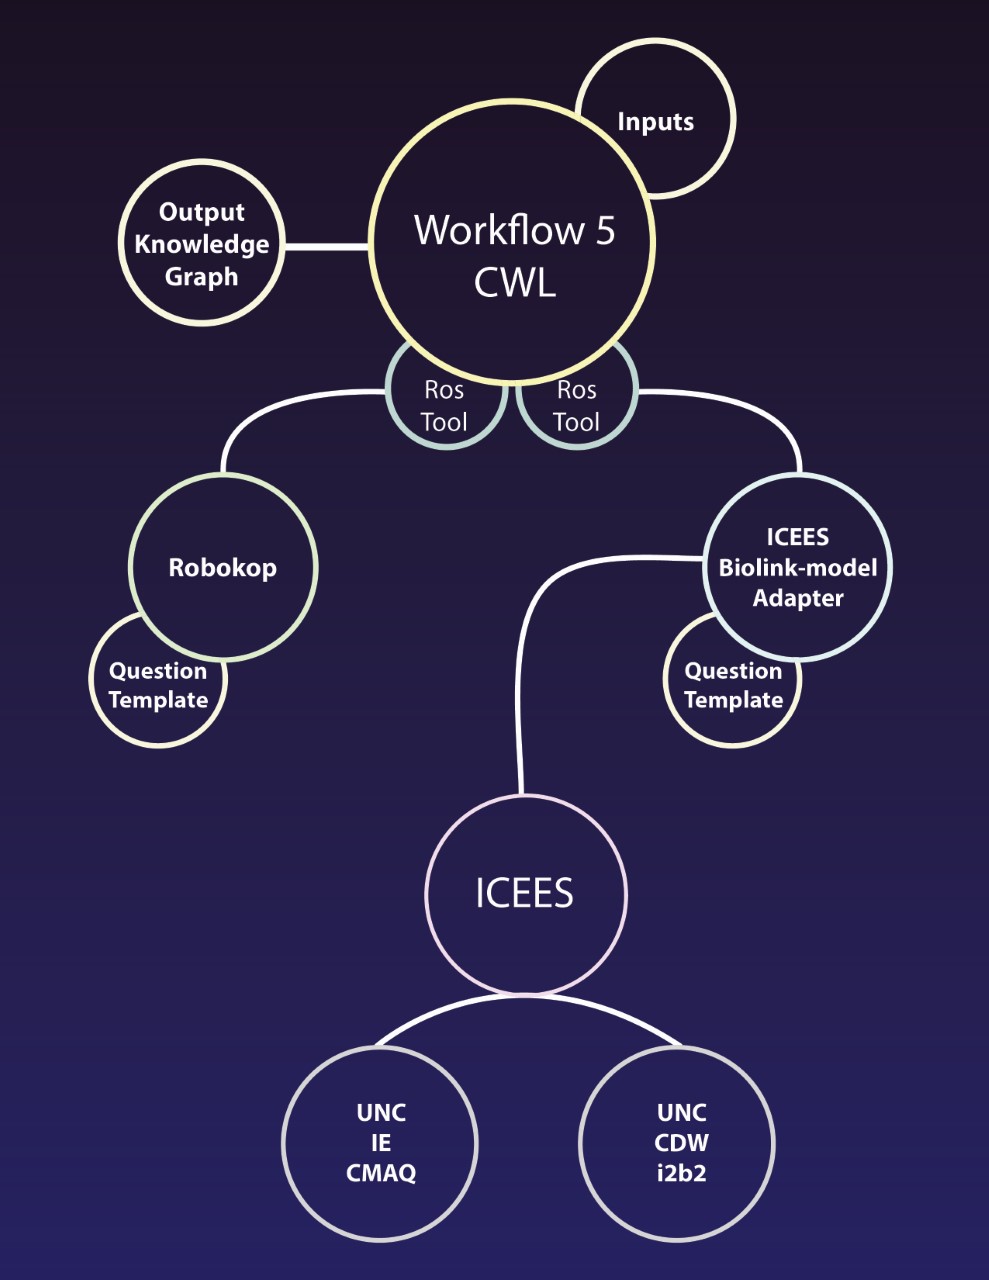 Inputs
Output
Knowledge
Graph
Workflow 5
CWL
Ros
Tool
Ros
Tool
Robokop
Question
Template
ICEES
Biolink-model
Adapter
Question
Template
ICEES
UNC
IE
CMAQ
UNC
CDW
i2b2